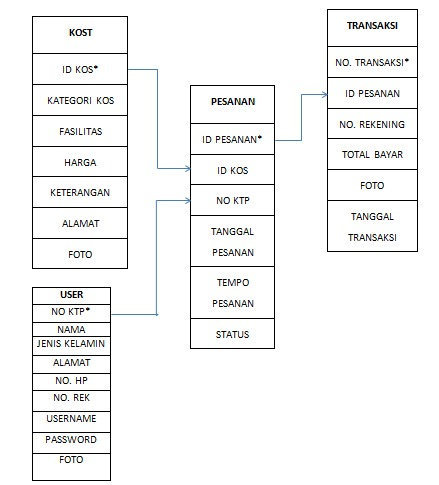 KOST
ID KOS*
KATEGORI KOS
FASILITAS
HARGA
KETERANGAN
ALAMAT
FOTO
USER
NO KTP*
NAMA
JENIS KELAMIN
ALAMAT
NO. HP
NO. REK
USERNAME
PASSWORD
FOTO
PESANAN
ID PESANAN*
ID KOS
NO KTP
TANGGAL
PESANAN
TEMPO
PESANAN
STATUS
TRANSAKSI
NO. TRANSAKSI*
ID PESANAN
NO. REKENING
TOTAL BAYAR
FOTO
TANGGAL
TRANSAKSI